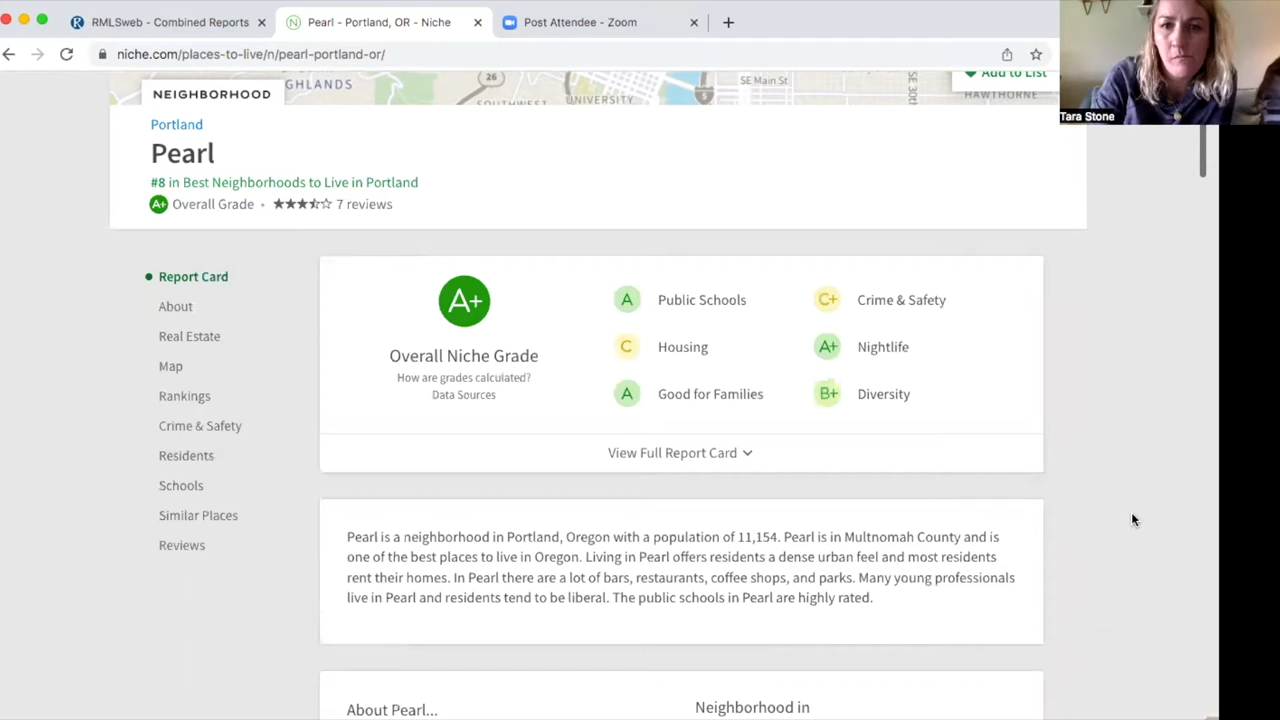 RMLSweb - Combined Reports
Pearl - Portland, OR - Niche
Post Attendee - Zoom
niche.com/places-to-live/n/pearl-portland-or/
Tara Stone
GHLANDS
26
SOUTHWEST
UNIVERSITY
5
SE Main St
SE 30th
HAWTHORNE
Add to List
NEIGHBORHOOD
Portland
Pearl
#8 in Best Neighborhoods to Live in Portland
A+ Overall Grade • 7 reviews
Report Card
About
Real Estate
Map
Rankings
Crime & Safety
Residents
Schools
Similar Places
Reviews
A+
Overall Niche Grade
How are grades calculated?
Data Sources
A Public Schools
C+ Crime & Safety
C Housing
A+ Nightlife
A Good for Families
B+ Diversity
View Full Report Card
Pearl is a neighborhood in Portland, Oregon with a population of 11,154. Pearl is in Multnomah County and is
one of the best places to live in Oregon. Living in Pearl offers residents a dense urban feel and most residents
rent their homes. In Pearl there are a lot of bars, restaurants, coffee shops, and parks. Many young professionals
live in Pearl and residents tend to be liberal. The public schools in Pearl are highly rated.
About Pearl...
Neighborhood in